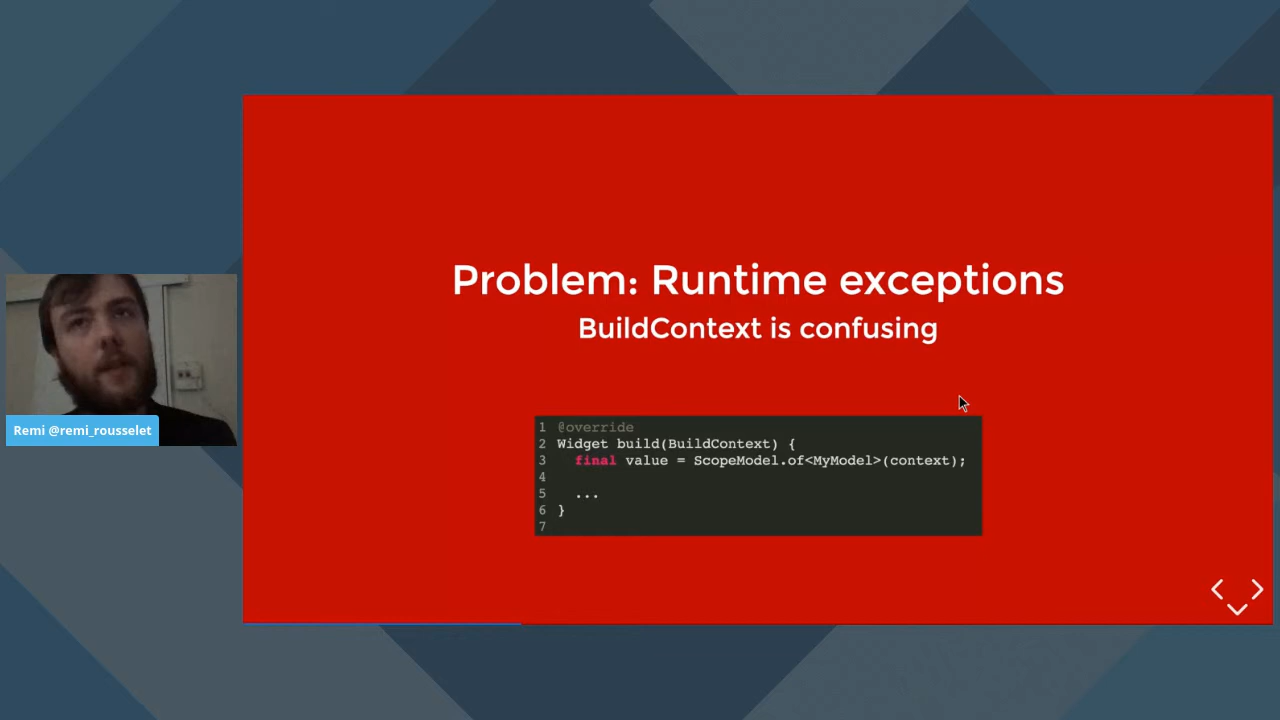 Problem: Runtime exceptions
BuildContext is confusing
1 @override
2 Widget build(BuildContext) {
3 final value = ScopeModel.of<MyModel>(context);
4
5 ...
6 }
7
Remi @remi_rousselet